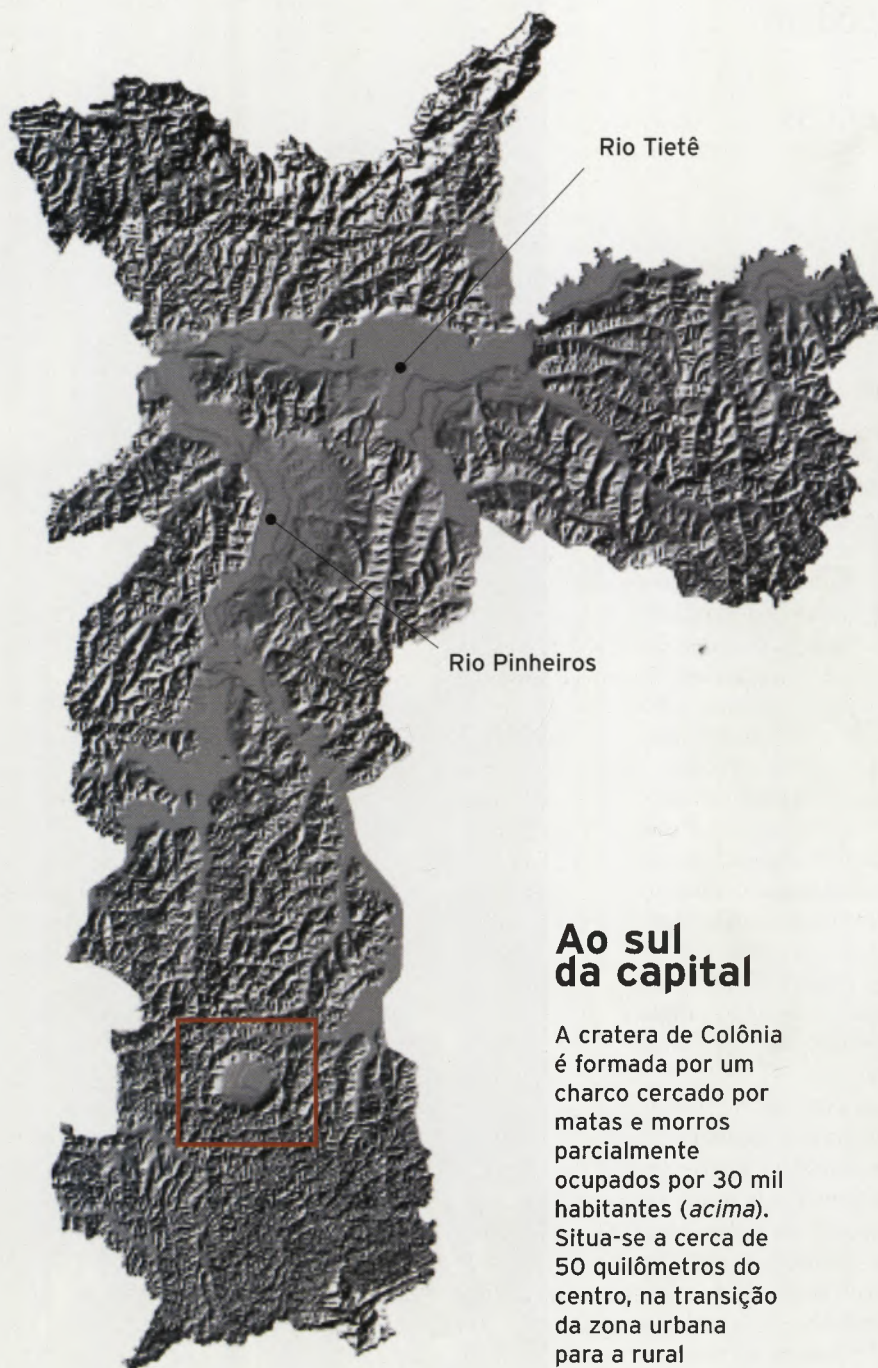 Rio Tietê
Rio Pinheiros
Ao sul
da capital
A cratera de Colônia
é formada por um
charco cercado por
matas e morros
parcialmente
ocupados por 30 mil
habitantes (acima).
Situa-se a cerca de
50 quilômetros do
centro, na transição
da zona urbana
para a rural